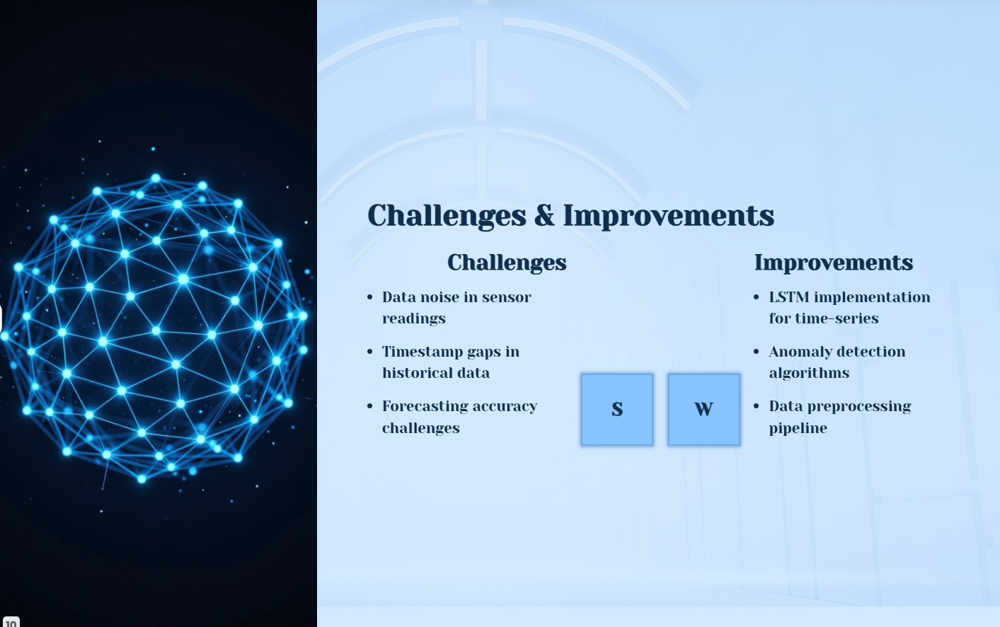 Challenges & Improvements
Challenges
• Data noise in sensor
readings
• Timestamp gaps in
historical data
• Forecasting accuracy
challenges
S
W
Improvements
• LSTM implementation
for time-series
• Anomaly detection
algorithms
• Data preprocessing
pipeline
10